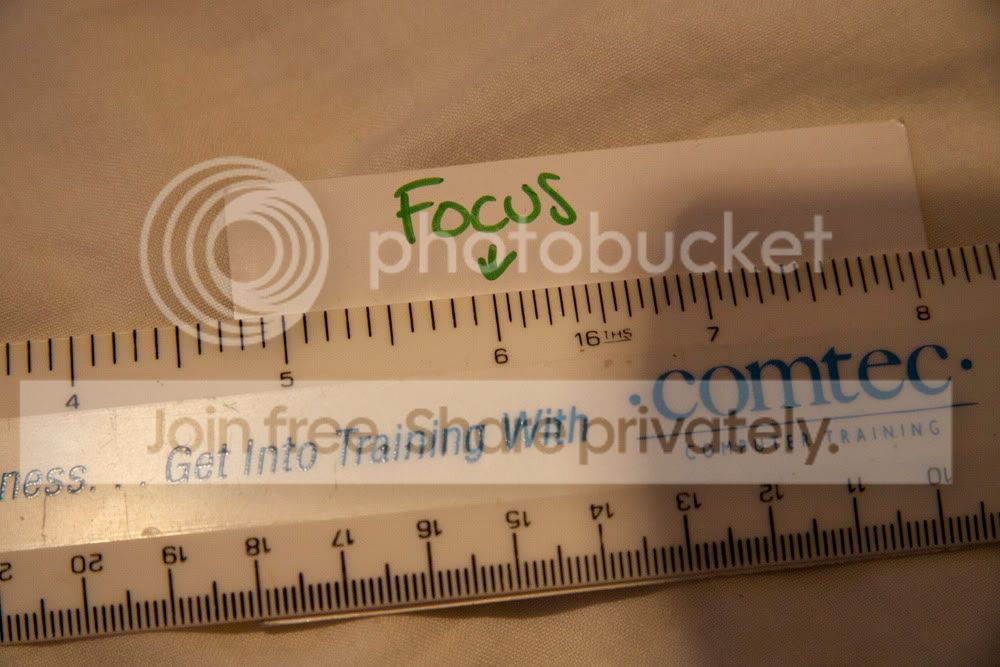 Focus
photobucket
4 5 6 16THS 7 8
·comtec·
COMPUTER TRAINING
Join free. Share privately.
ness. . . Get Into Training With
20 19 18 17 16 15 14 13 12 11 10